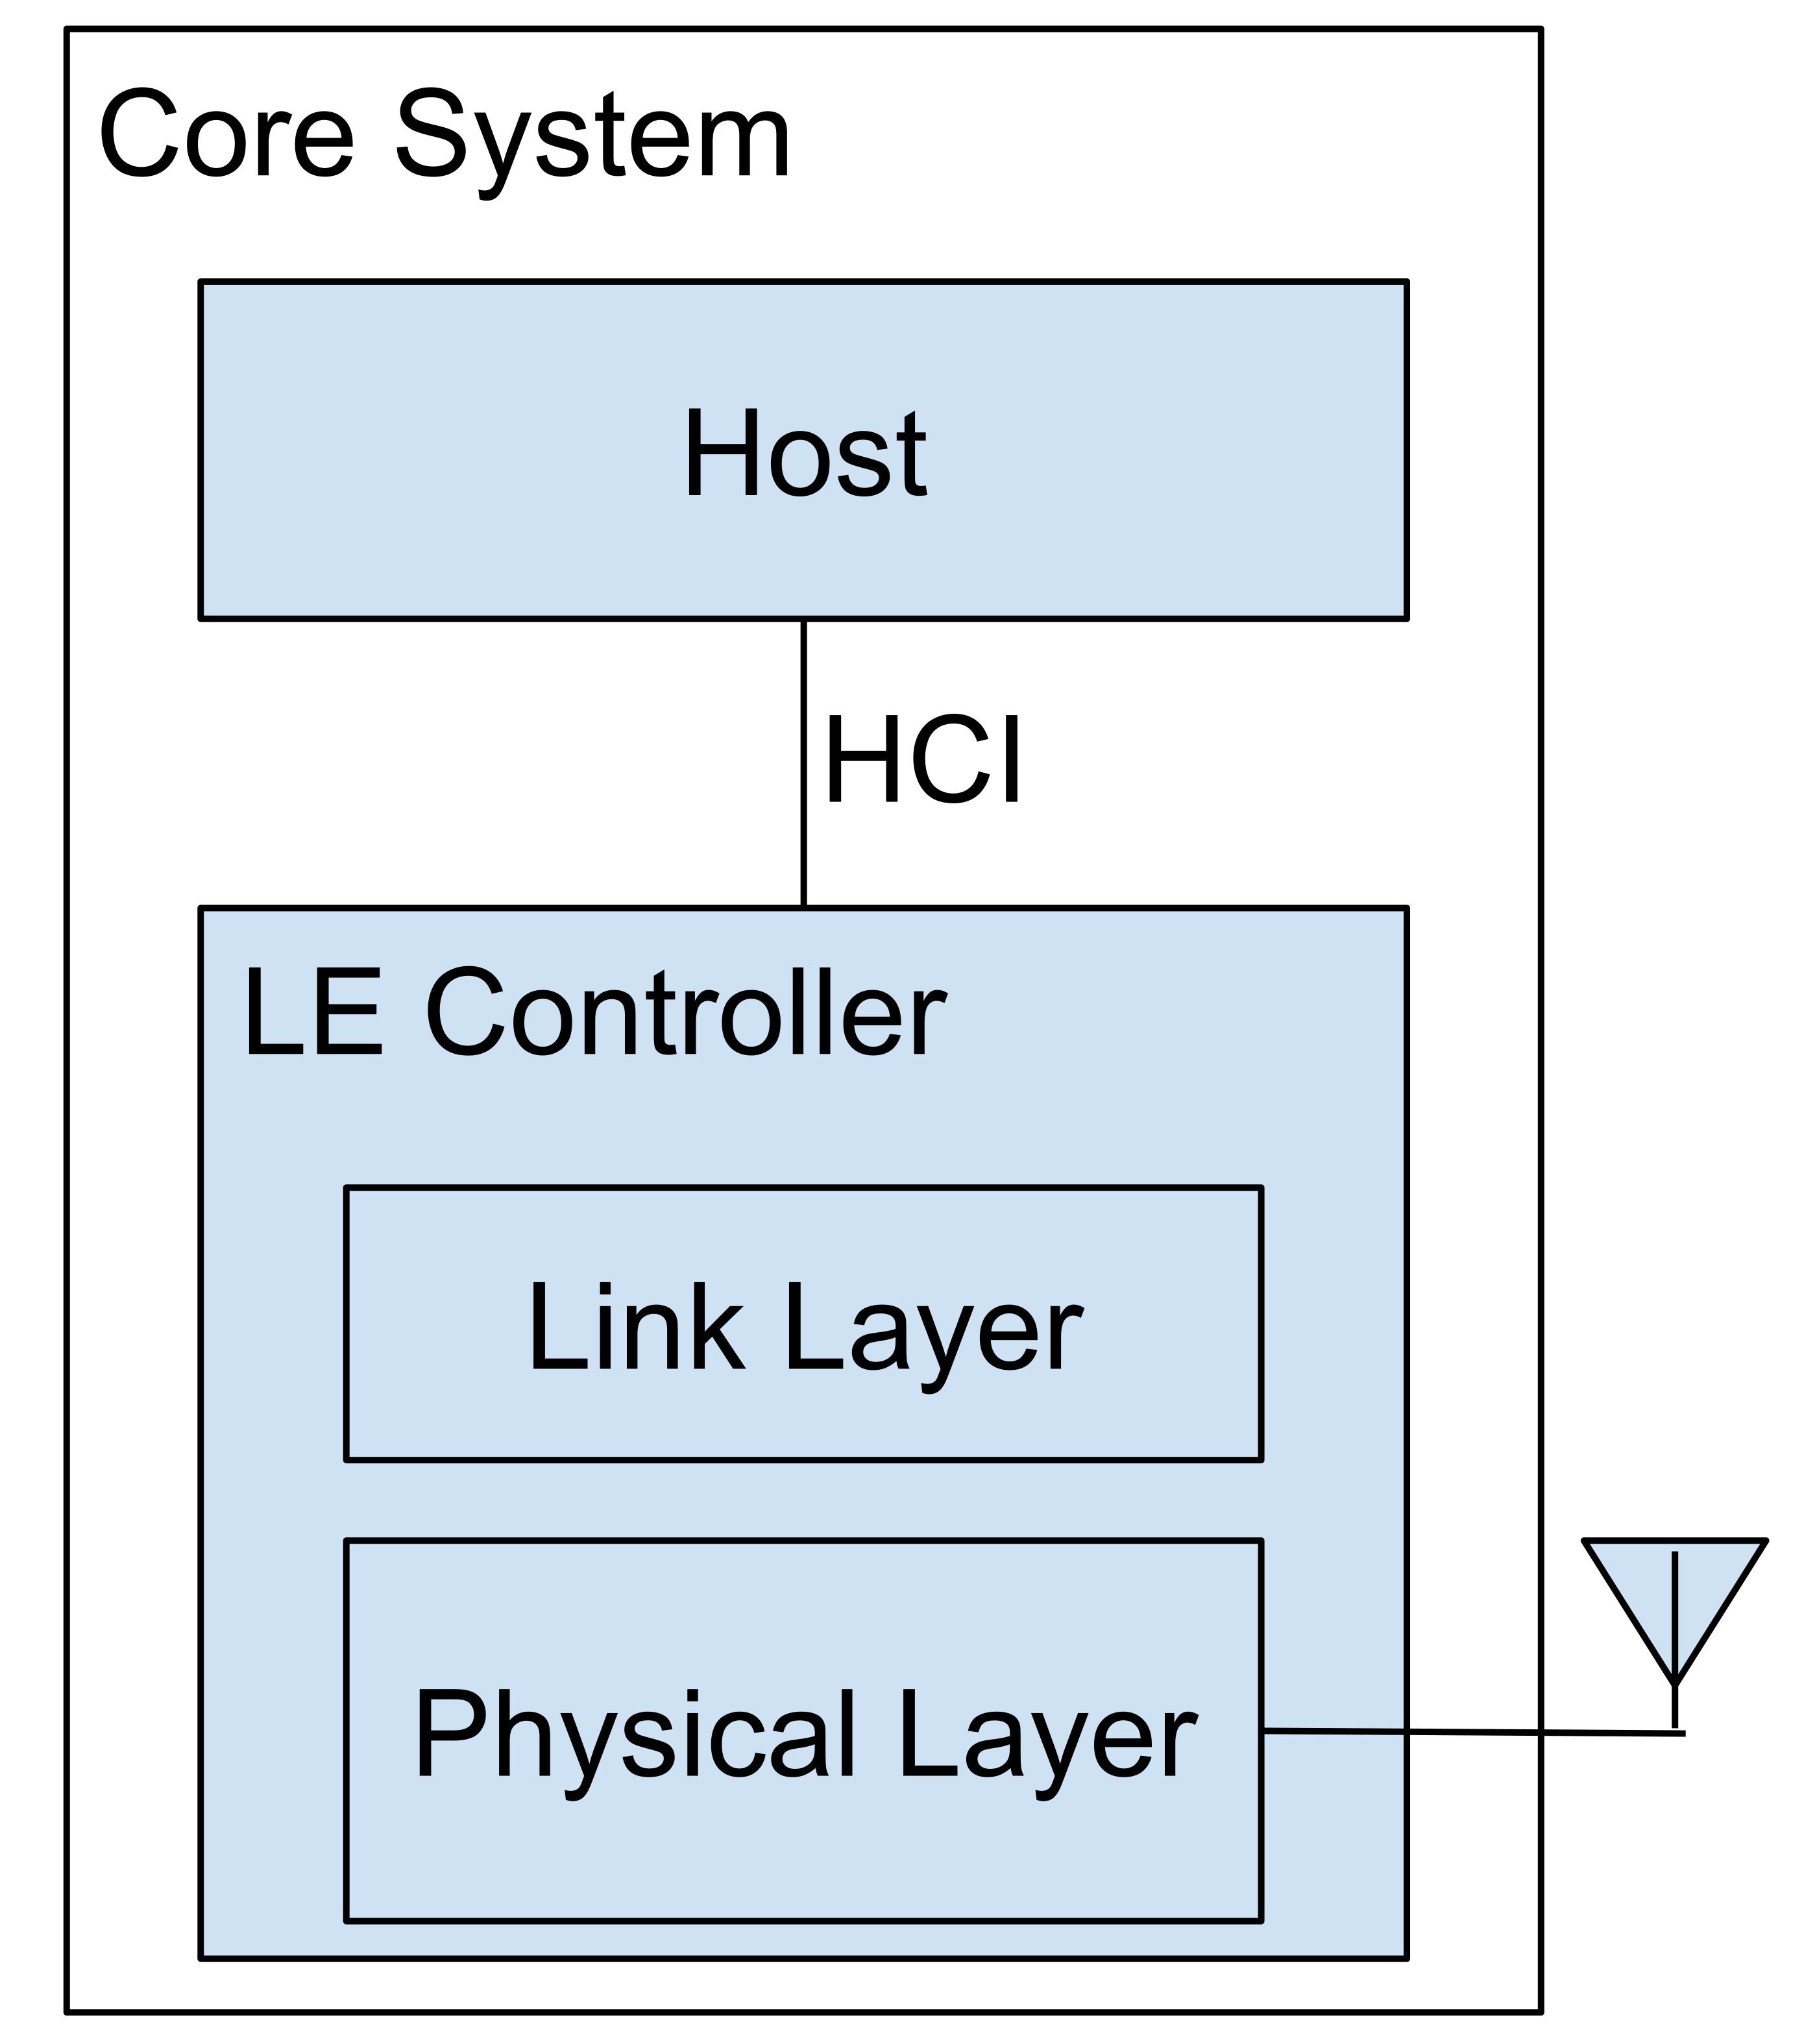 Core System
Host
HCI
LE Controller
Link Layer
Physical Layer